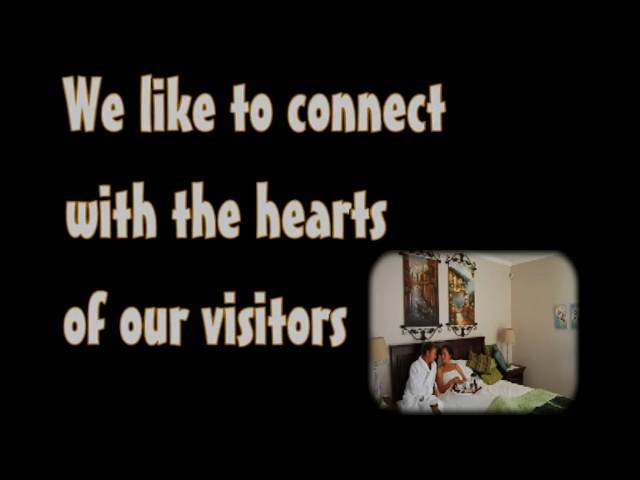 We like to connect
with the hearts
of our visitors